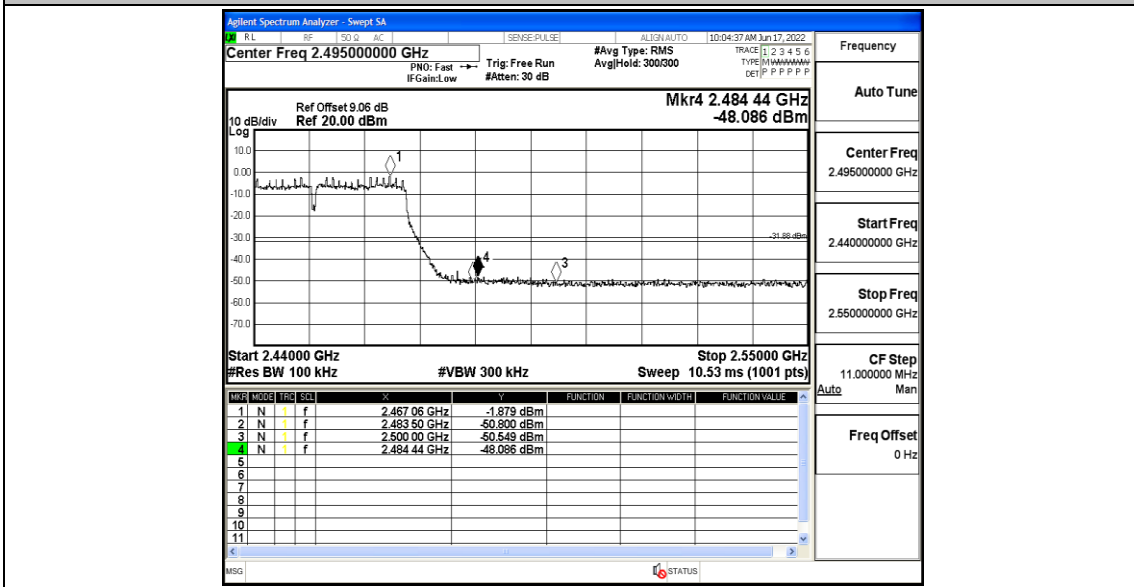 Agilent Spectrum Analyzer - Swept SA
LXI RL RF 50 Ω AC SENSE:PULSE ALIGN AUTO 10:04:37 AM Jun 17, 2022
Center Freq 2.495000000 GHz
PNO: Fast
IFGain:Low
Trig: Free Run
#Atten: 30 dB
#Avg Type: RMS
Avg|Hold: 300/300
TRACE 1 2 3 4 5 6
TYPE M WWWWW
DET P P P P P P
Mkr4 2.484 44 GHz
-48.086 dBm
Ref Offset 9.06 dB
10 dB/div Ref 20.00 dBm
Log
10.0
0.00
-10.0
-20.0
-30.0
-40.0
-50.0
-60.0
-70.0
1
4
3
-31.88 dBm
Start 2.44000 GHz Stop 2.55000 GHz
#Res BW 100 kHz #VBW 300 kHz Sweep 10.53 ms (1001 pts)
MKR MODE TRC SCL X Y FUNCTION FUNCTION WIDTH FUNCTION VALUE
1 N 1 f 2.467 06 GHz -1.879 dBm
2 N 1 f 2.483 50 GHz -50.800 dBm
3 N 1 f 2.500 00 GHz -50.549 dBm
4 N 1 f 2.484 44 GHz -48.086 dBm
5
6
7
8
9
10
11
MSG STATUS
Frequency
Auto Tune
Center Freq
2.495000000 GHz
Start Freq
2.440000000 GHz
Stop Freq
2.550000000 GHz
CF Step
11.000000 MHz
Auto Man
Freq Offset
0 Hz